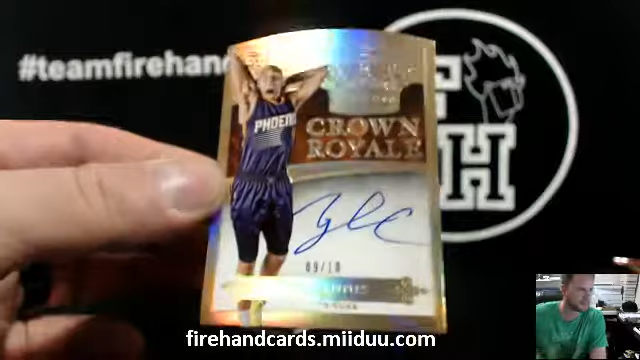 #teamfirehand
F
H
PHOENIX
CROWN
ROYALE
09/10
firehandcards.miiduu.com